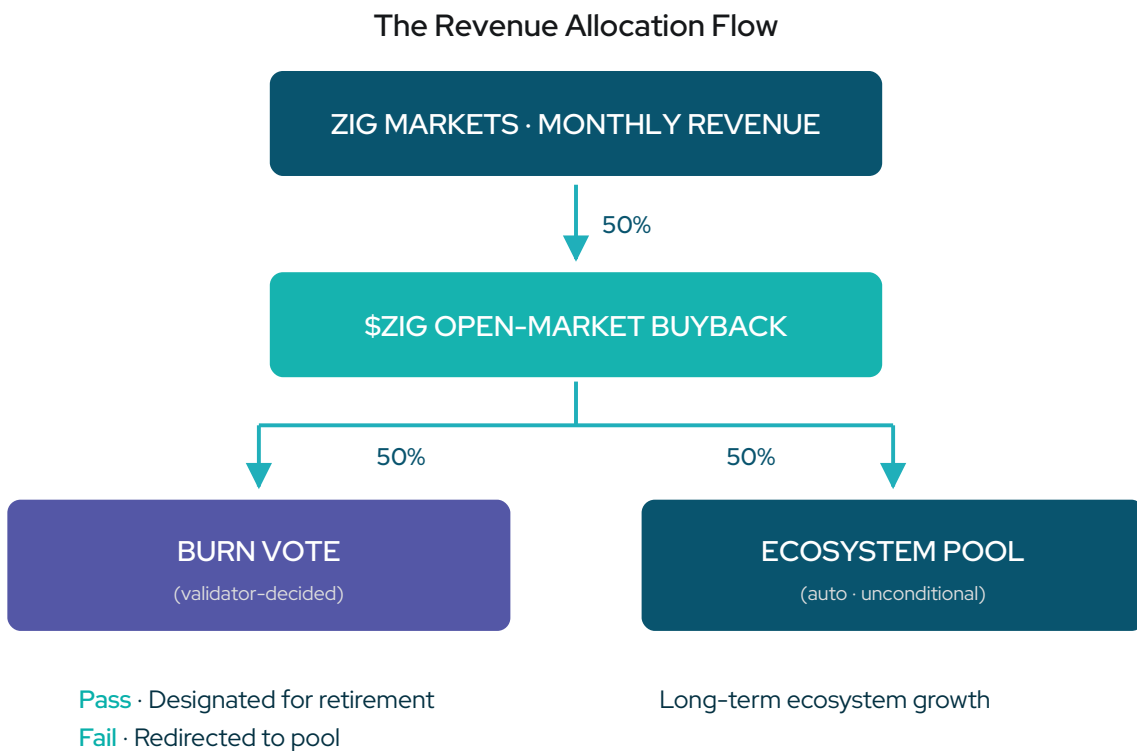 The Revenue Allocation Flow
ZIG MARKETS · MONTHLY REVENUE
50%
$ZIG OPEN-MARKET BUYBACK
50%
50%
BURN VOTE
(validator-decided)
ECOSYSTEM POOL
(auto · unconditional)
Pass · Designated for retirement
Fail · Redirected to pool
Long-term ecosystem growth